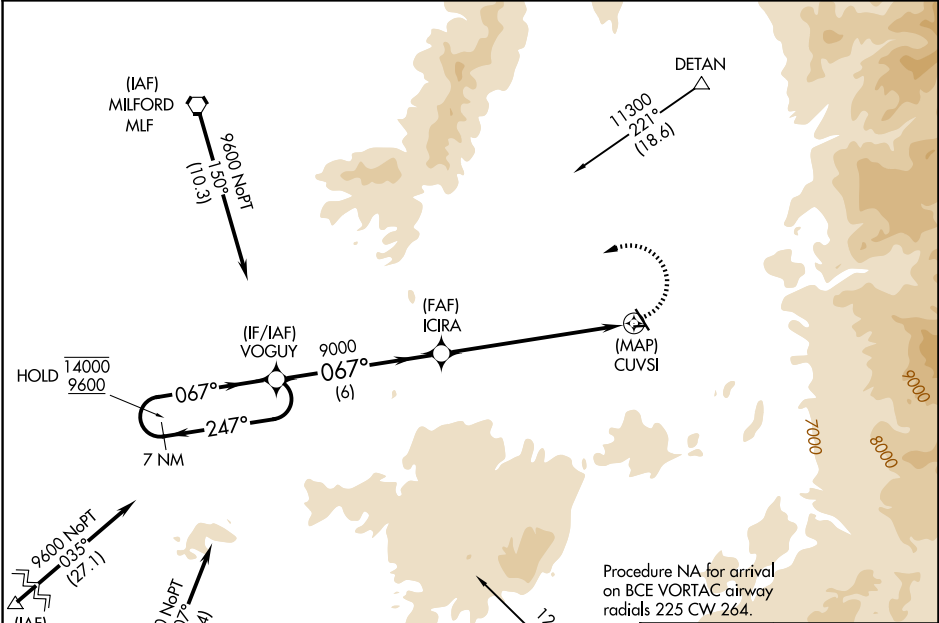 DETAN
11300
221°
(18.6)
(IAF)
MILFORD
MLF
9600 NoPT
150°
(10.3)
(IF/IAF)
VOGUY
(FAF)
ICIRA
(MAP)
CUVSI
HOLD
14000
9600
067°
9000
067°
(6)
247°
7 NM
9000
7000
8000
9600 NoPT
035°
(27.1)
(IAF)
NoPT
Procedure NA for arrival
on BCE VORTAC airway
radials 225 CW 264.